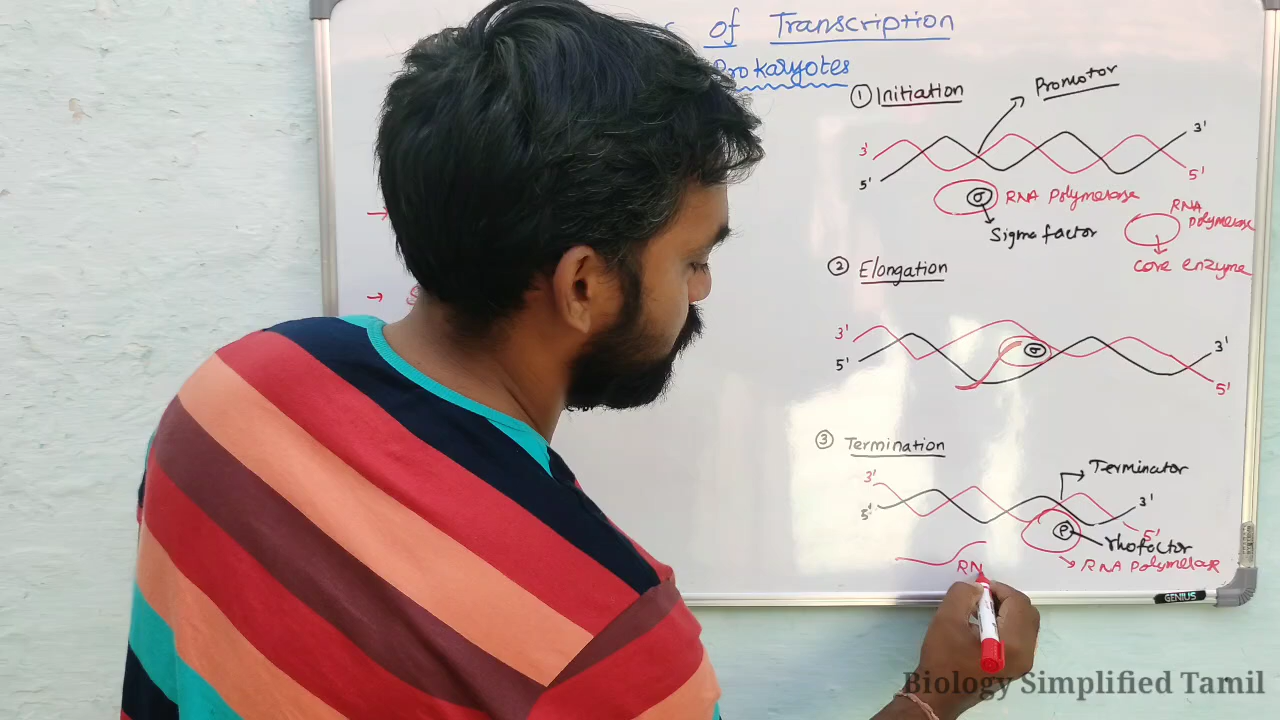 of Transcription
Prokaryotes
① Initiation
Promotor
3'
3'
5'
5'
σ
RNA Polymerase
Sigma factor
RNA
Polymerase
core enzyme
② Elongation
3'
5'
σ
3'
5'
③ Termination
Terminator
3'
5'
3'
5'
ρ
rhofactor
RNA Polymerase
RN
GENIUS
Biology Simplified Tamil